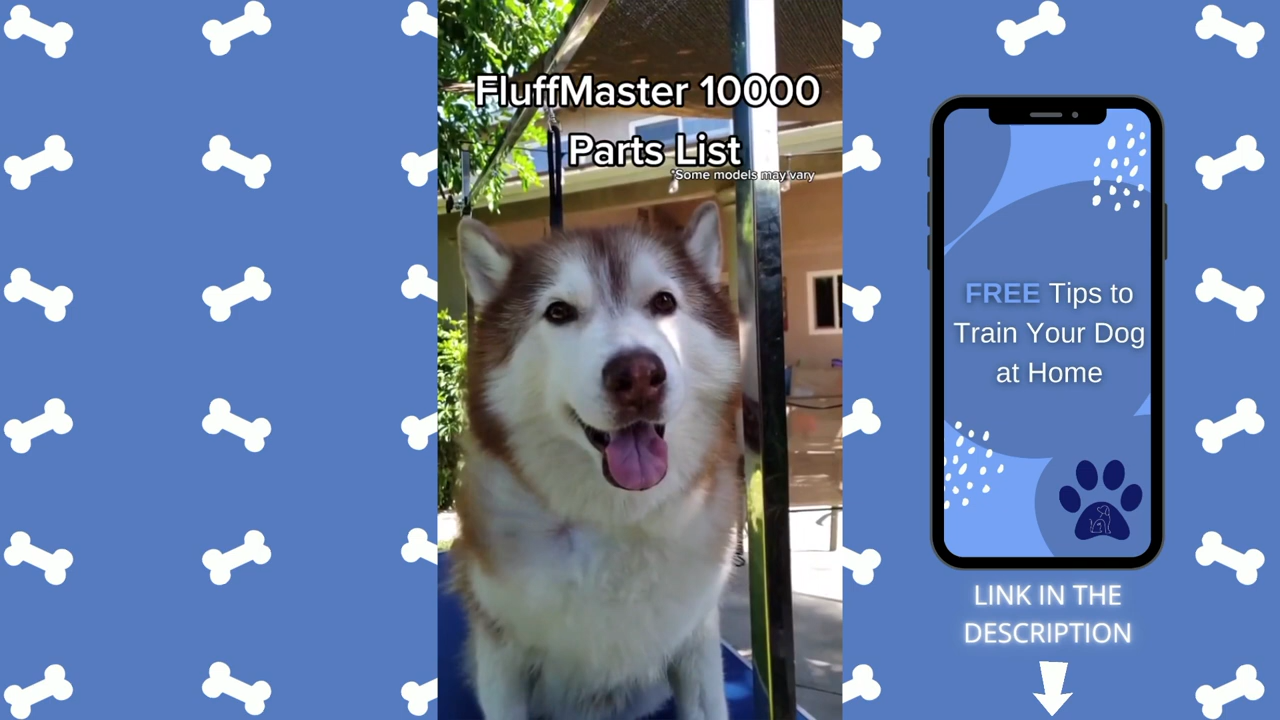 FluffMaster 10000
Parts List
*Some models may vary
FREE Tips to
Train Your Dog
at Home
LINK IN THE
DESCRIPTION